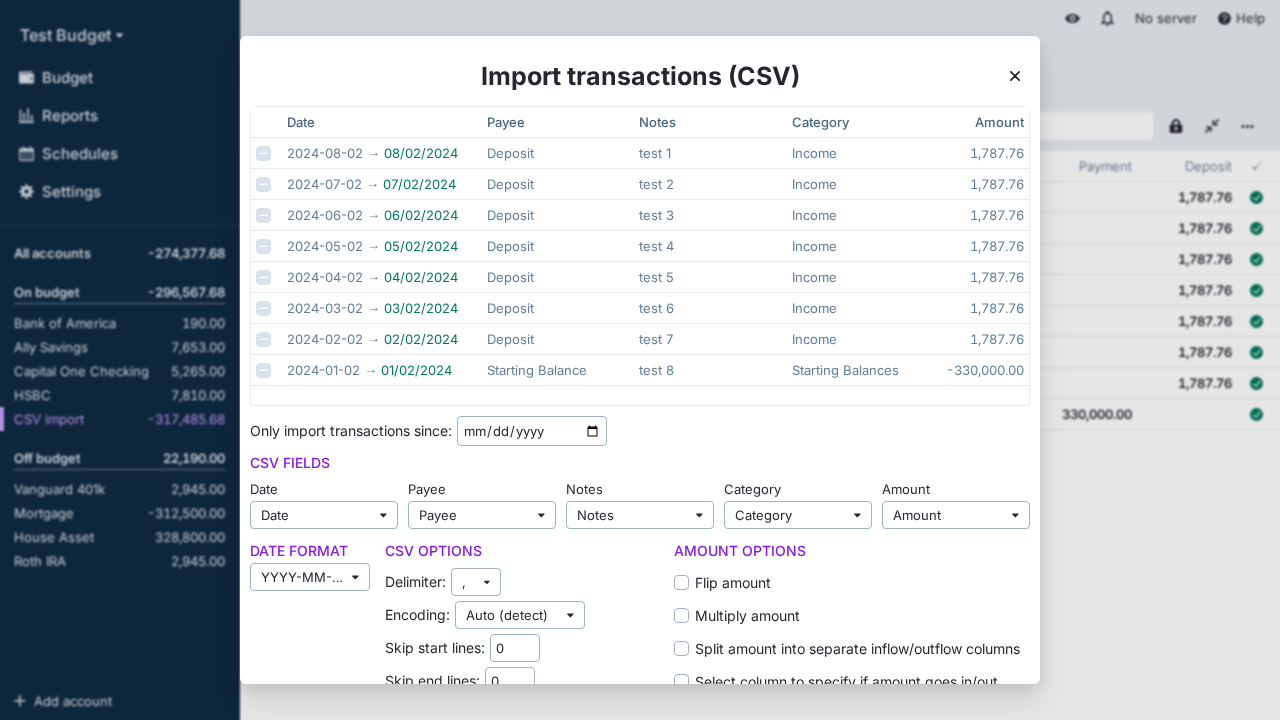 Test Budget
Budget
Reports
Schedules
Settings
All accounts -274,377.68
On budget -296,567.68
Bank of America 190.00
Ally Savings 7,653.00
Capital One Checking 5,265.00
HSBC 7,810.00
CSV import -317,485.68
Off budget 22,190.00
Vanguard 401k 2,945.00
Mortgage -312,500.00
House Asset 328,800.00
Roth IRA 2,945.00
Add account
No server Help
Payment Deposit
1,787.76
1,787.76
1,787.76
1,787.76
1,787.76
1,787.76
1,787.76
330,000.00
Import transactions (CSV)
Date Payee Notes Category Amount
2024-08-02 → 08/02/2024 Deposit test 1 Income 1,787.76
2024-07-02 → 07/02/2024 Deposit test 2 Income 1,787.76
2024-06-02 → 06/02/2024 Deposit test 3 Income 1,787.76
2024-05-02 → 05/02/2024 Deposit test 4 Income 1,787.76
2024-04-02 → 04/02/2024 Deposit test 5 Income 1,787.76
2024-03-02 → 03/02/2024 Deposit test 6 Income 1,787.76
2024-02-02 → 02/02/2024 Deposit test 7 Income 1,787.76
2024-01-02 → 01/02/2024 Starting Balance test 8 Starting Balances -330,000.00
Only import transactions since: mm/dd/yyyy
CSV FIELDS
Date Payee Notes Category Amount
Date Payee Notes Category Amount
DATE FORMAT CSV OPTIONS AMOUNT OPTIONS
YYYY-MM-... Delimiter: , Flip amount
Encoding: Auto (detect) Multiply amount
Skip start lines: 0 Split amount into separate inflow/outflow columns
Skip end lines: 0 Select column to specify if amount goes in/out